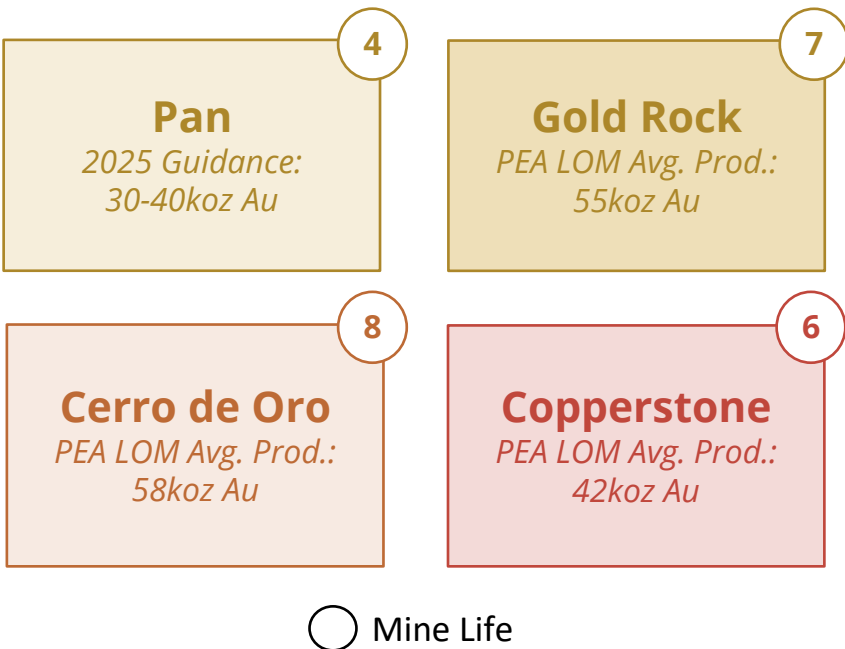 4
Pan
2025 Guidance:
30-40koz Au
7
Gold Rock
PEA LOM Avg. Prod.:
55koz Au
8
Cerro de Oro
PEA LOM Avg. Prod.:
58koz Au
6
Copperstone
PEA LOM Avg. Prod.:
42koz Au
Mine Life